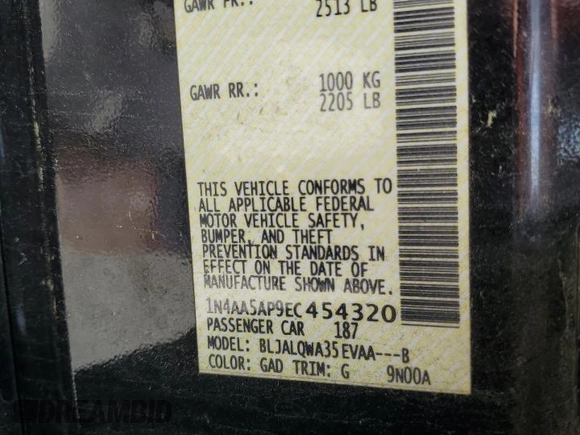 GAWR FR.: 2513 LB
GAWR RR.: 1000 KG
2205 LB
THIS VEHICLE CONFORMS TO
ALL APPLICABLE FEDERAL
MOTOR VEHICLE SAFETY,
BUMPER, AND THEFT
PREVENTION STANDARDS IN
EFFECT ON THE DATE OF
MANUFACTURE SHOWN ABOVE.
1N4AA5AP9EC454320
PASSENGER CAR 187
MODEL: BLJALQWA35EVAA---B
COLOR: GAD TRIM: G 9N00A
DREAMBID